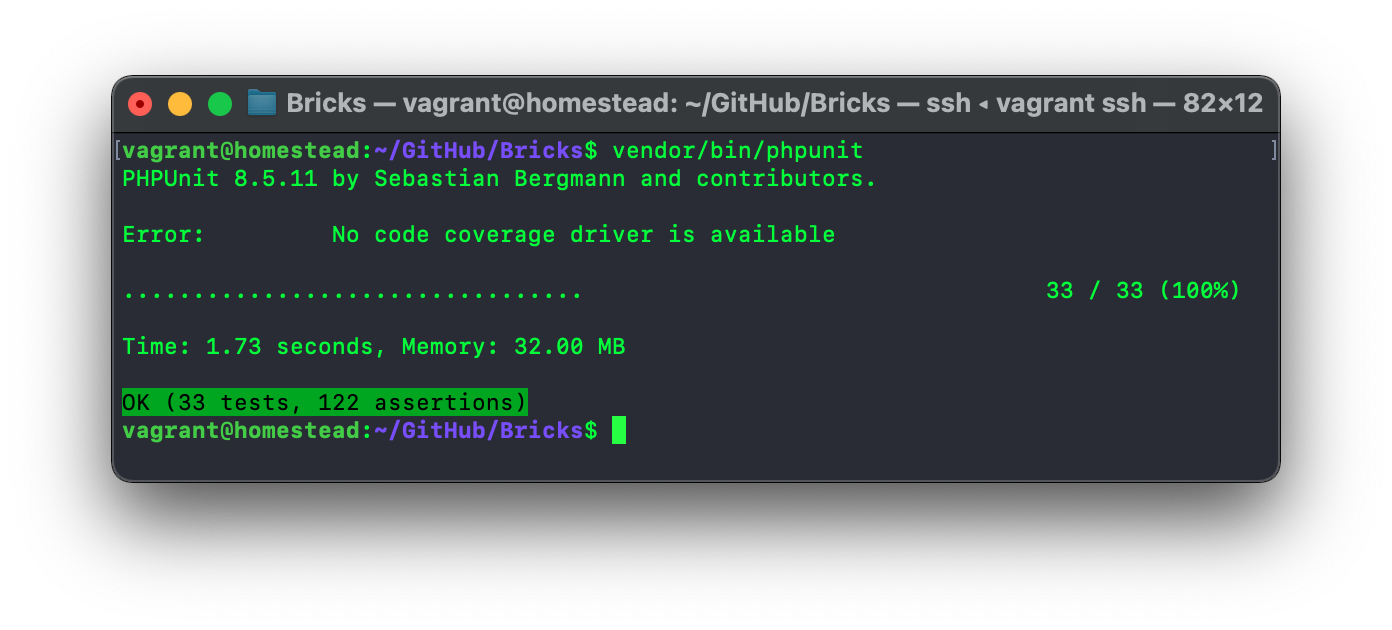 Bricks — vagrant@homestead: ~/GitHub/Bricks — ssh ◂ vagrant ssh — 82×12
[vagrant@homestead:~/GitHub/Bricks$ vendor/bin/phpunit ]
PHPUnit 8.5.11 by Sebastian Bergmann and contributors.
Error:         No code coverage driver is available
................................. 33 / 33 (100%)
Time: 1.73 seconds, Memory: 32.00 MB
OK (33 tests, 122 assertions)
vagrant@homestead:~/GitHub/Bricks$